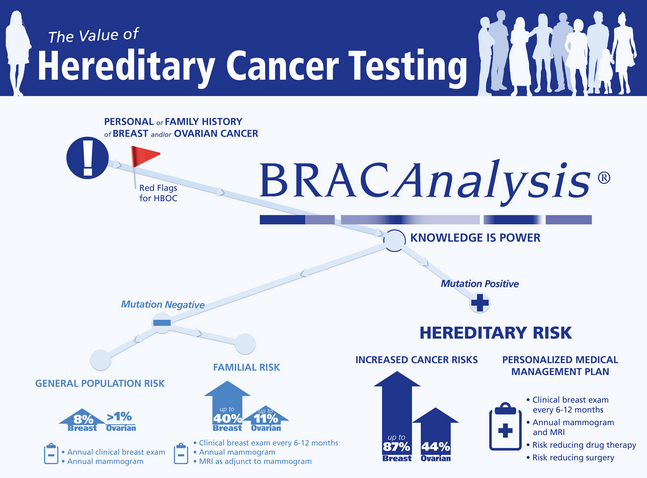 The Value of
Hereditary Cancer Testing
PERSONAL or FAMILY HISTORY
of BREAST and/or OVARIAN CANCER
!
Red Flags
for HBOC
BRACAnalysis®
KNOWLEDGE IS POWER
Mutation Positive
Mutation Negative
HEREDITARY RISK
INCREASED CANCER RISKS
PERSONALIZED MEDICAL
MANAGEMENT PLAN
FAMILIAL RISK
GENERAL POPULATION RISK
8%
Breast
>1%
Ovarian
up to
40%
Breast
up to
11%
Ovarian
up to
87%
Breast
44%
Ovarian
• Clinical breast exam
every 6-12 months
• Annual mammogram
and MRI
• Risk reducing drug therapy
• Risk reducing surgery
• Annual clinical breast exam
• Annual mammogram
• Clinical breast exam every 6-12 months
• Annual mammogram
• MRI as adjunct to mammogram